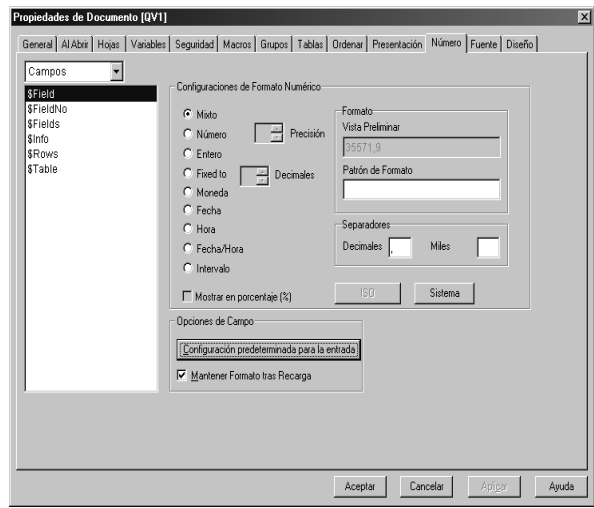 Propiedades de Documento [QV1]
General Al Abrir Hojas Variables Seguridad Macros Grupos Tablas Ordenar Presentación Número Fuente Diseño
Campos
$Field
$FieldNo
$Fields
$Info
$Rows
$Table
Configuraciones de Formato Numérico
Mixto
Número Precisión
Entero
Fixed to Decimales
Moneda
Fecha
Hora
Fecha/Hora
Intervalo
Mostrar en porcentaje (%)
Formato
Vista Preliminar
35571,9
Patrón de Formato
Separadores
Decimales , Miles
ISO Sistema
Opciones de Campo
Configuración predeterminada para la entrada
Mantener Formato tras Recarga
Aceptar Cancelar Aplicar Ayuda